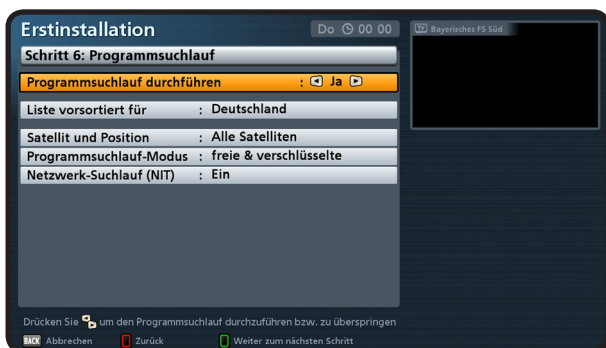 Erstinstallation
Do 00 00
TV Bayerisches FS Süd
Schritt 6: Programmsuchlauf
Programmsuchlauf durchführen : Ja
Liste vorsortiert für : Deutschland
Satellit und Position : Alle Satelliten
Programmsuchlauf-Modus : freie & verschlüsselte
Netzwerk-Suchlauf (NIT) : Ein
Drücken Sie um den Programmsuchlauf durchzuführen bzw. zu überspringen
BACK Abbrechen Zurück Weiter zum nächsten Schritt